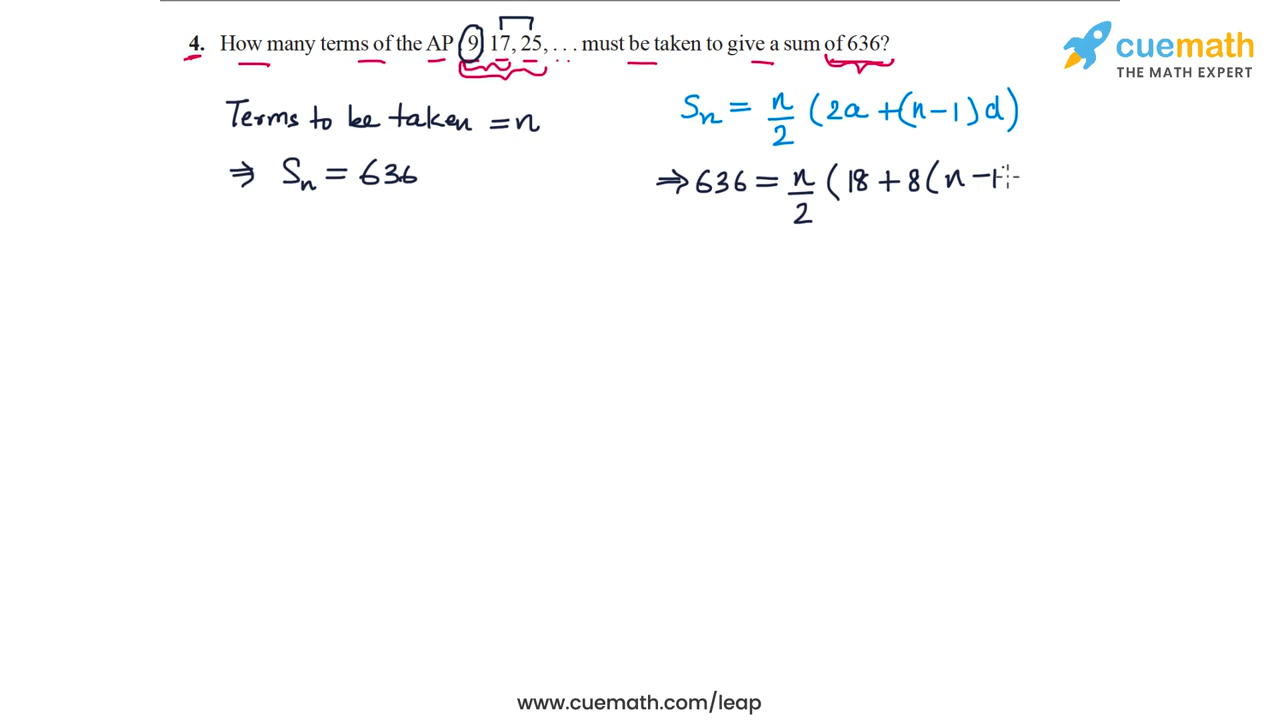 4. How many terms of the AP 9 17, 25, . . . must be taken to give a sum of 636?
cuemath
THE MATH EXPERT
Terms to be taken = n
⇒ Sn = 636
Sn = n/2 (2a + (n − 1) d)
⇒ 636 = n/2 (18 + 8 (n − 1
www.cuemath.com/leap